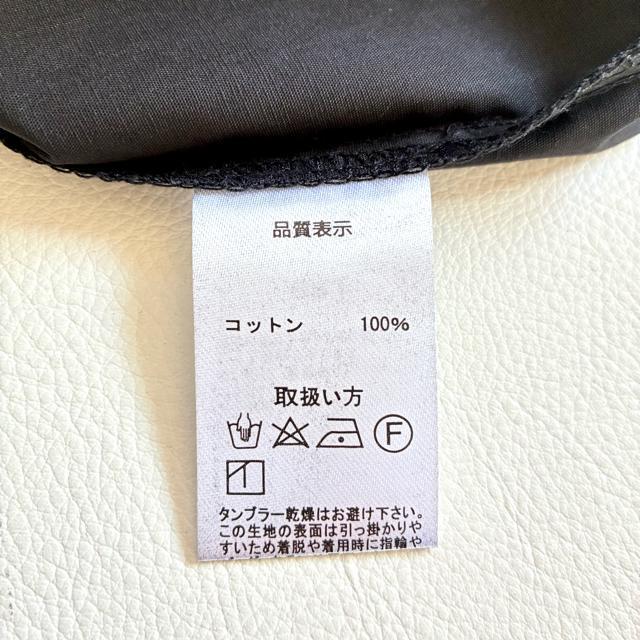 品質表示
コットン 100%
取扱い方
F
タンブラー乾燥はお避け下さい。
この生地の表面は引っ掛かりや
すいため着脱や着用時に指輪や